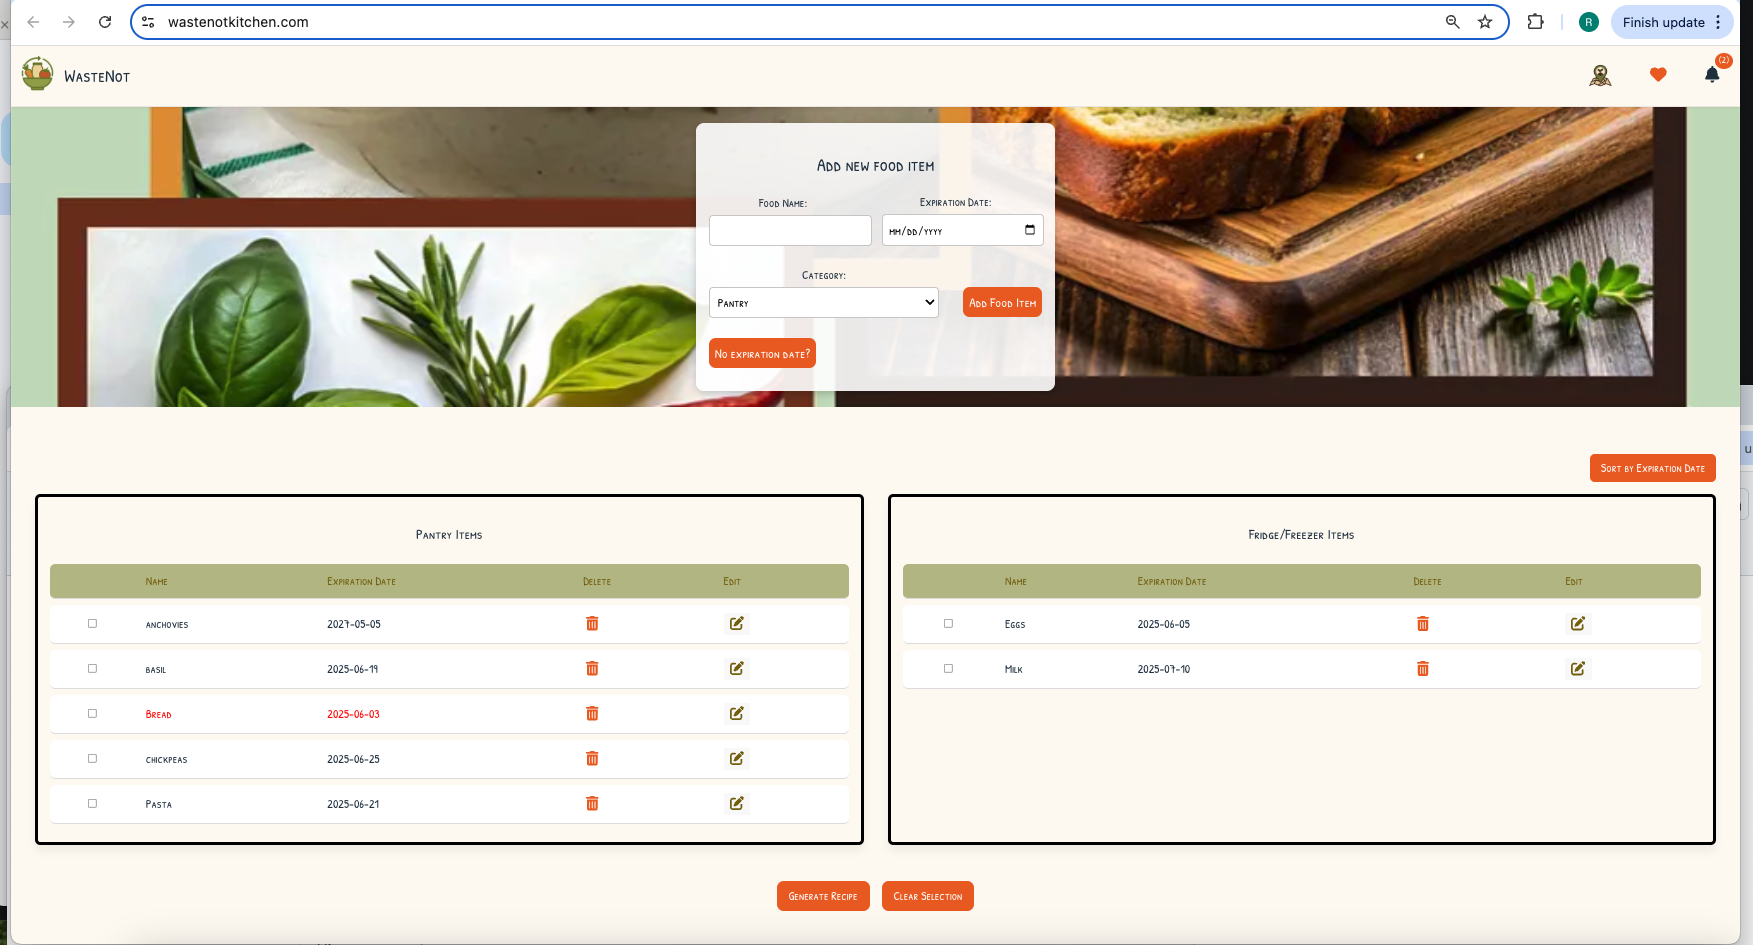 wastenotkitchen.com
R
Finish update
WasteNot
(2)
Add new food item
Food Name:
Expiration Date:
mm/dd/yyyy
Category:
Pantry
Add Food Item
No expiration date?
Sort by Expiration Date
Pantry Items
Name Expiration Date Delete Edit
anchovies 2027-05-05
basil 2025-06-19
Bread 2025-06-03
chickpeas 2025-06-25
Pasta 2025-06-21
Fridge/Freezer Items
Name Expiration Date Delete Edit
Eggs 2025-06-05
Milk 2025-07-10
Generate Recipe
Clear Selection